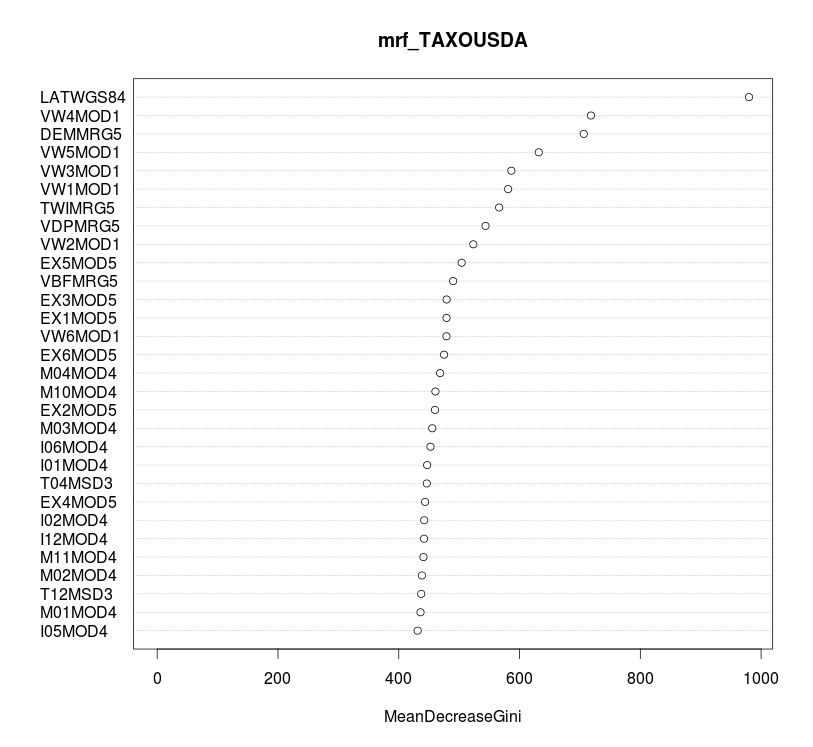 mrf_TAXOUSDA
LATWGS84
VW4MOD1
DEMMRG5
VW5MOD1
VW3MOD1
VW1MOD1
TWIMRG5
VDPMRG5
VW2MOD1
EX5MOD5
VBFMRG5
EX3MOD5
EX1MOD5
VW6MOD1
EX6MOD5
M04MOD4
M10MOD4
EX2MOD5
M03MOD4
I06MOD4
I01MOD4
T04MSD3
EX4MOD5
I02MOD4
I12MOD4
M11MOD4
M02MOD4
T12MSD3
M01MOD4
I05MOD4
0 200 400 600 800 1000
MeanDecreaseGini